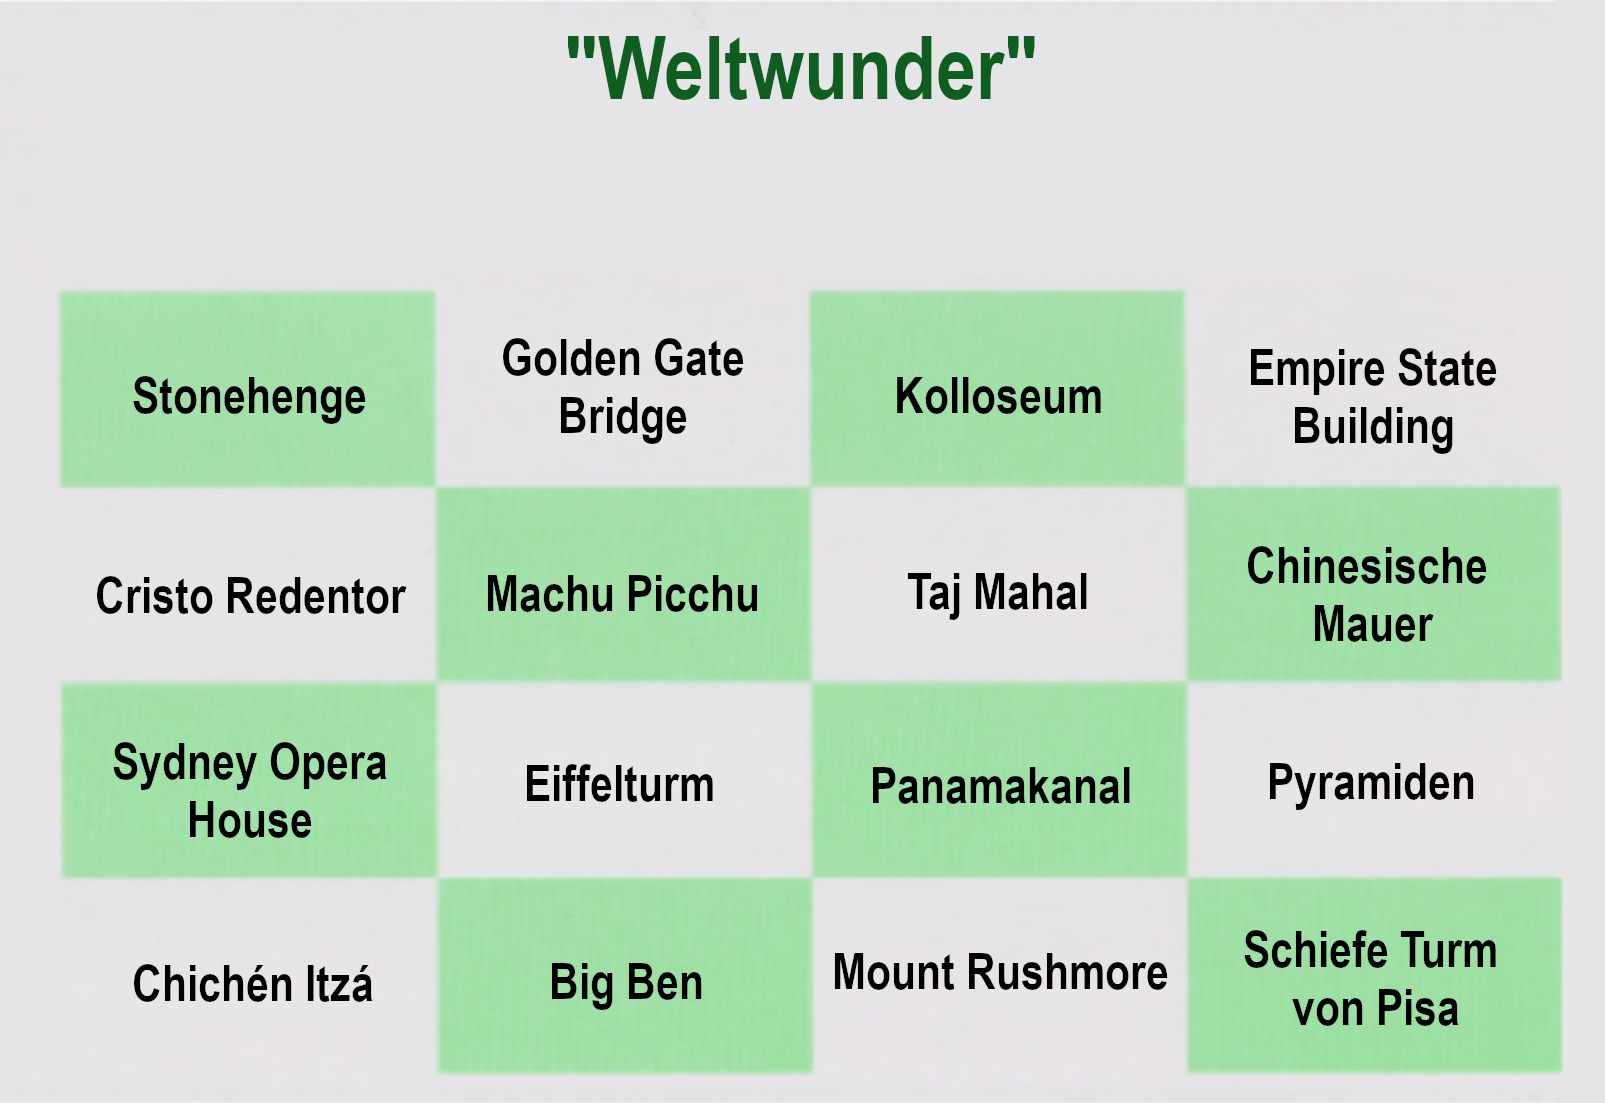 "Weltwunder"
Stonehenge
Golden Gate
Bridge
Kolloseum
Empire State
Building
Cristo Redentor
Machu Picchu
Taj Mahal
Chinesische
Mauer
Sydney Opera
House
Eiffelturm
Panamakanal
Pyramiden
Chichén Itzá
Big Ben
Mount Rushmore
Schiefe Turm
von Pisa